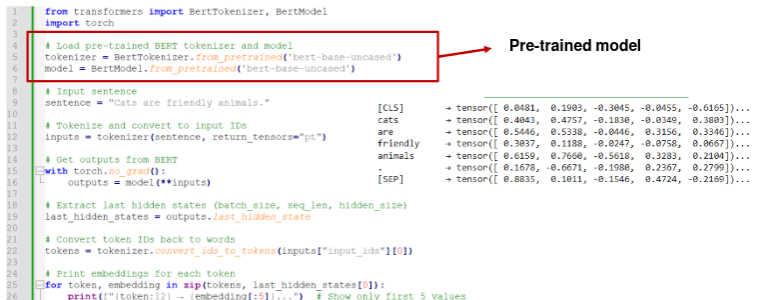 1 from transformers import BertTokenizer, BertModel
2 import torch
3
4 # Load pre-trained BERT tokenizer and model
5 tokenizer = BertTokenizer.from_pretrained('bert-base-uncased')
6 model = BertModel.from_pretrained('bert-base-uncased')
7
8 # Input sentence
9 sentence = "Cats are friendly animals."
10
11 # Tokenize and convert to input IDs
12 inputs = tokenizer(sentence, return_tensors="pt")
13
14 # Get outputs from BERT
15 with torch.no_grad():
16 outputs = model(**inputs)
17
18 # Extract last hidden states (batch_size, seq_len, hidden_size)
19 last_hidden_states = outputs.last_hidden_state
20
21 # Convert token IDs back to words
22 tokens = tokenizer.convert_ids_to_tokens(inputs["input_ids"][0])
23
24 # Print embeddings for each token
25 for token, embedding in zip(tokens, last_hidden_states[0]):
26 print(f"{token:12} → {embedding[:5]}...") # Show only first 5 values
Pre-trained model
[CLS] → tensor([ 0.0481, 0.1903, -0.3045, -0.0455, -0.6165])...
cats → tensor([ 0.4043, 0.4757, -0.1830, -0.0349, 0.3803])...
are → tensor([ 0.5446, 0.5338, -0.0446, 0.3156, 0.3346])...
friendly → tensor([ 0.3037, 0.1188, -0.0247, -0.0758, 0.0667])...
animals → tensor([ 0.6159, 0.7660, -0.5618, 0.3283, 0.2104])...
. → tensor([ 0.1678, -0.6671, -0.1980, 0.2367, 0.2799])...
[SEP] → tensor([ 0.8835, 0.1011, -0.1546, 0.4724, -0.2169])...